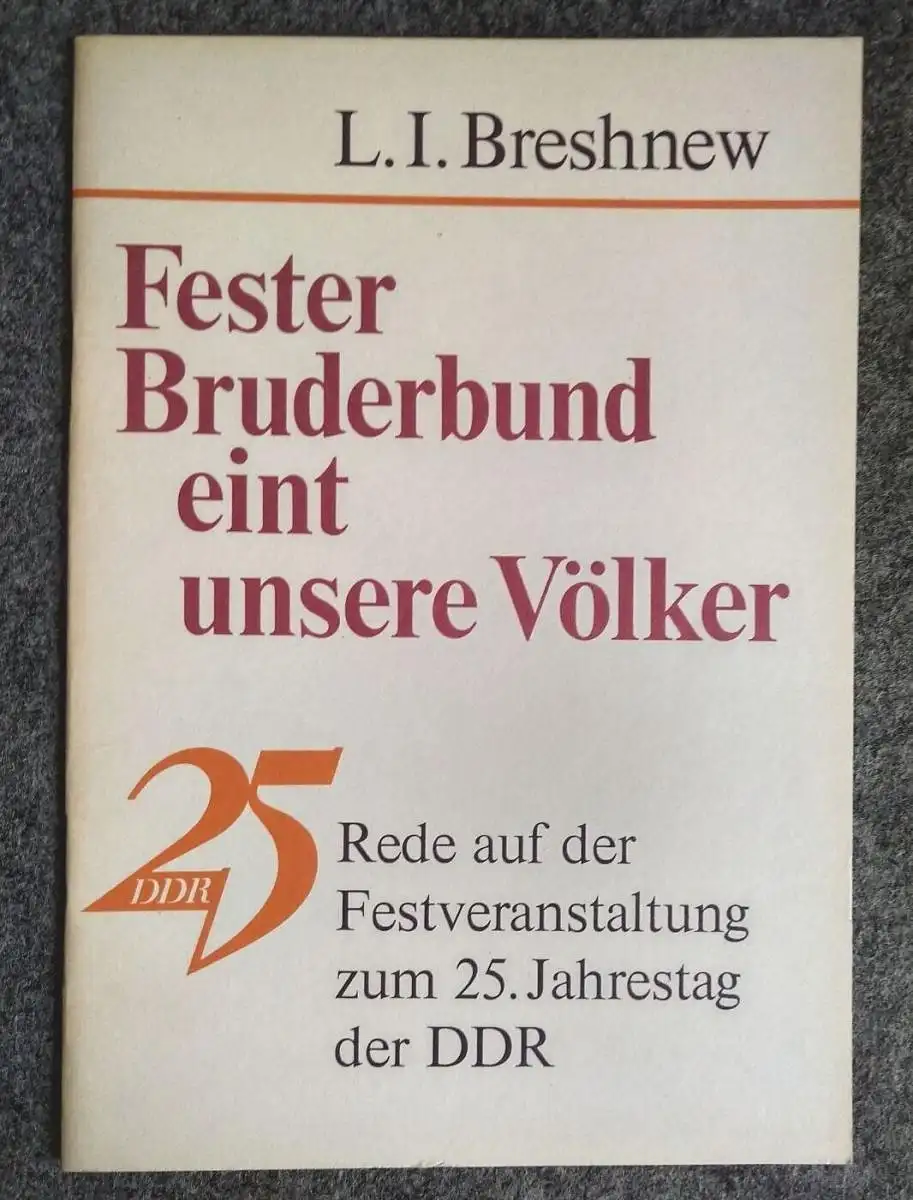 L. I. Breshnew
Fester
Bruderbund
eint
unsere Völker
25
DDR
Rede auf der
Festveranstaltung
zum 25. Jahrestag
der DDR